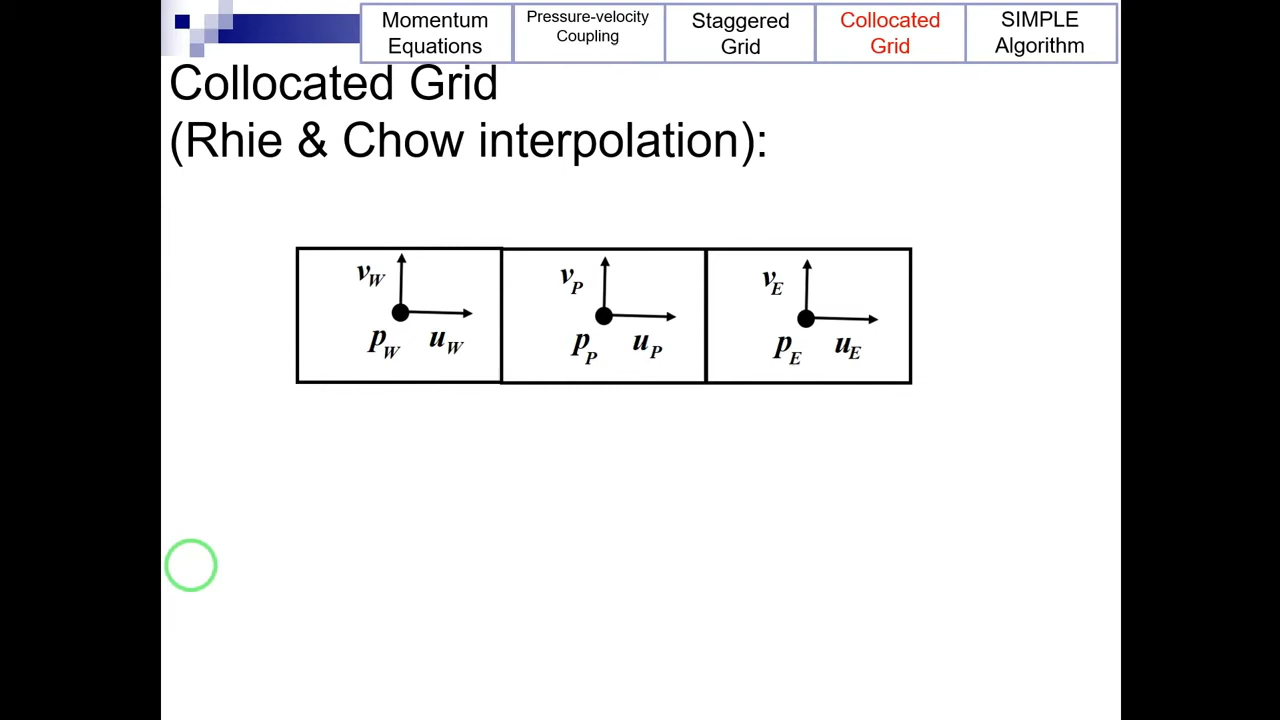 Momentum
Equations
Pressure-velocity
Coupling
Staggered
Grid
Collocated
Grid
SIMPLE
Algorithm
Collocated Grid
(Rhie & Chow interpolation):
v_W
p_W u_W
v_P
p_P u_P
v_E
p_E u_E